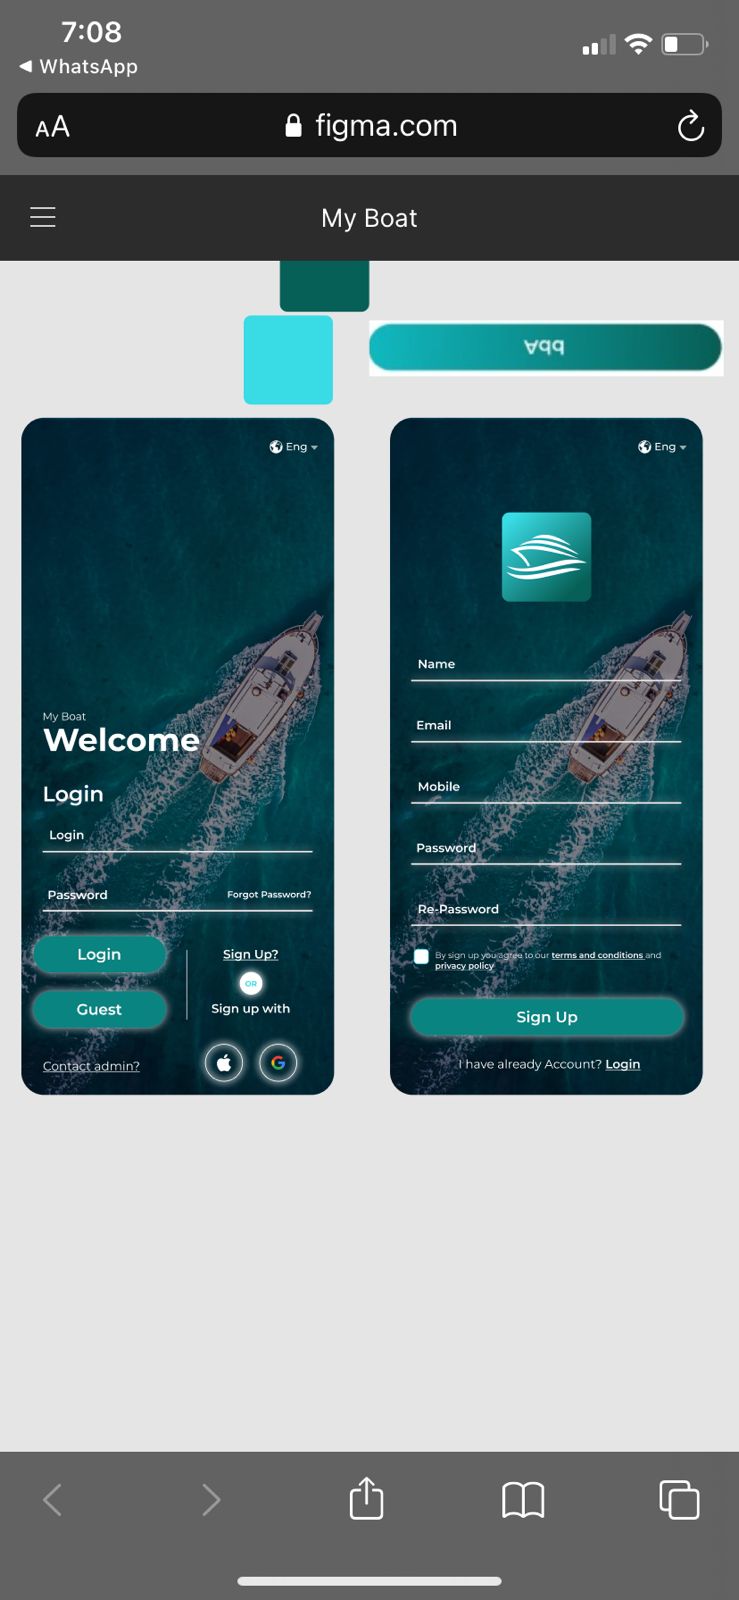 7:08
WhatsApp
AA
figma.com
My Boat
Add
Eng
My Boat
Welcome
Login
Login
Password Forgot Password?
Login
Guest
Contact admin?
Sign Up?
OR
Sign up with
G
Eng
Name
Email
Mobile
Password
Re-Password
By sign up you agree to our terms and conditions and
privacy policy
Sign Up
I have already Account? Login